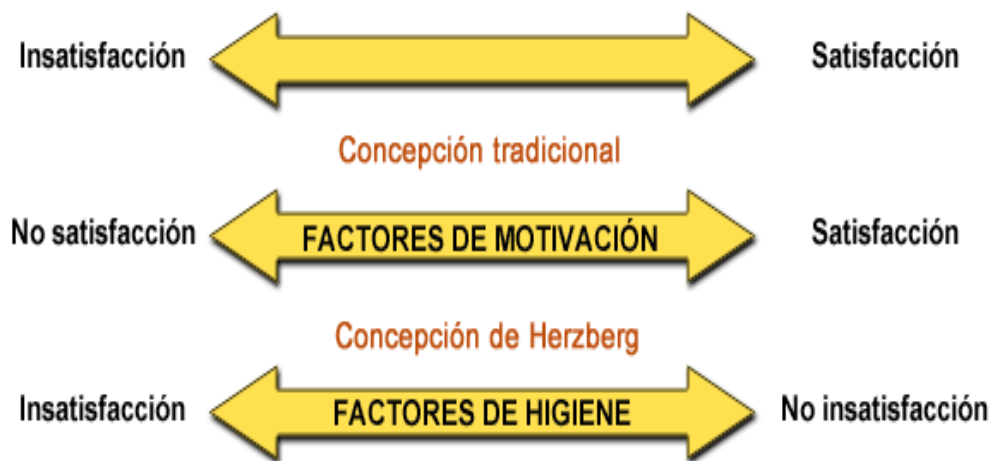 Insatisfacción Satisfacción
Concepción tradicional
No satisfacción FACTORES DE MOTIVACIÓN Satisfacción
Concepción de Herzberg
Insatisfacción FACTORES DE HIGIENE No insatisfacción